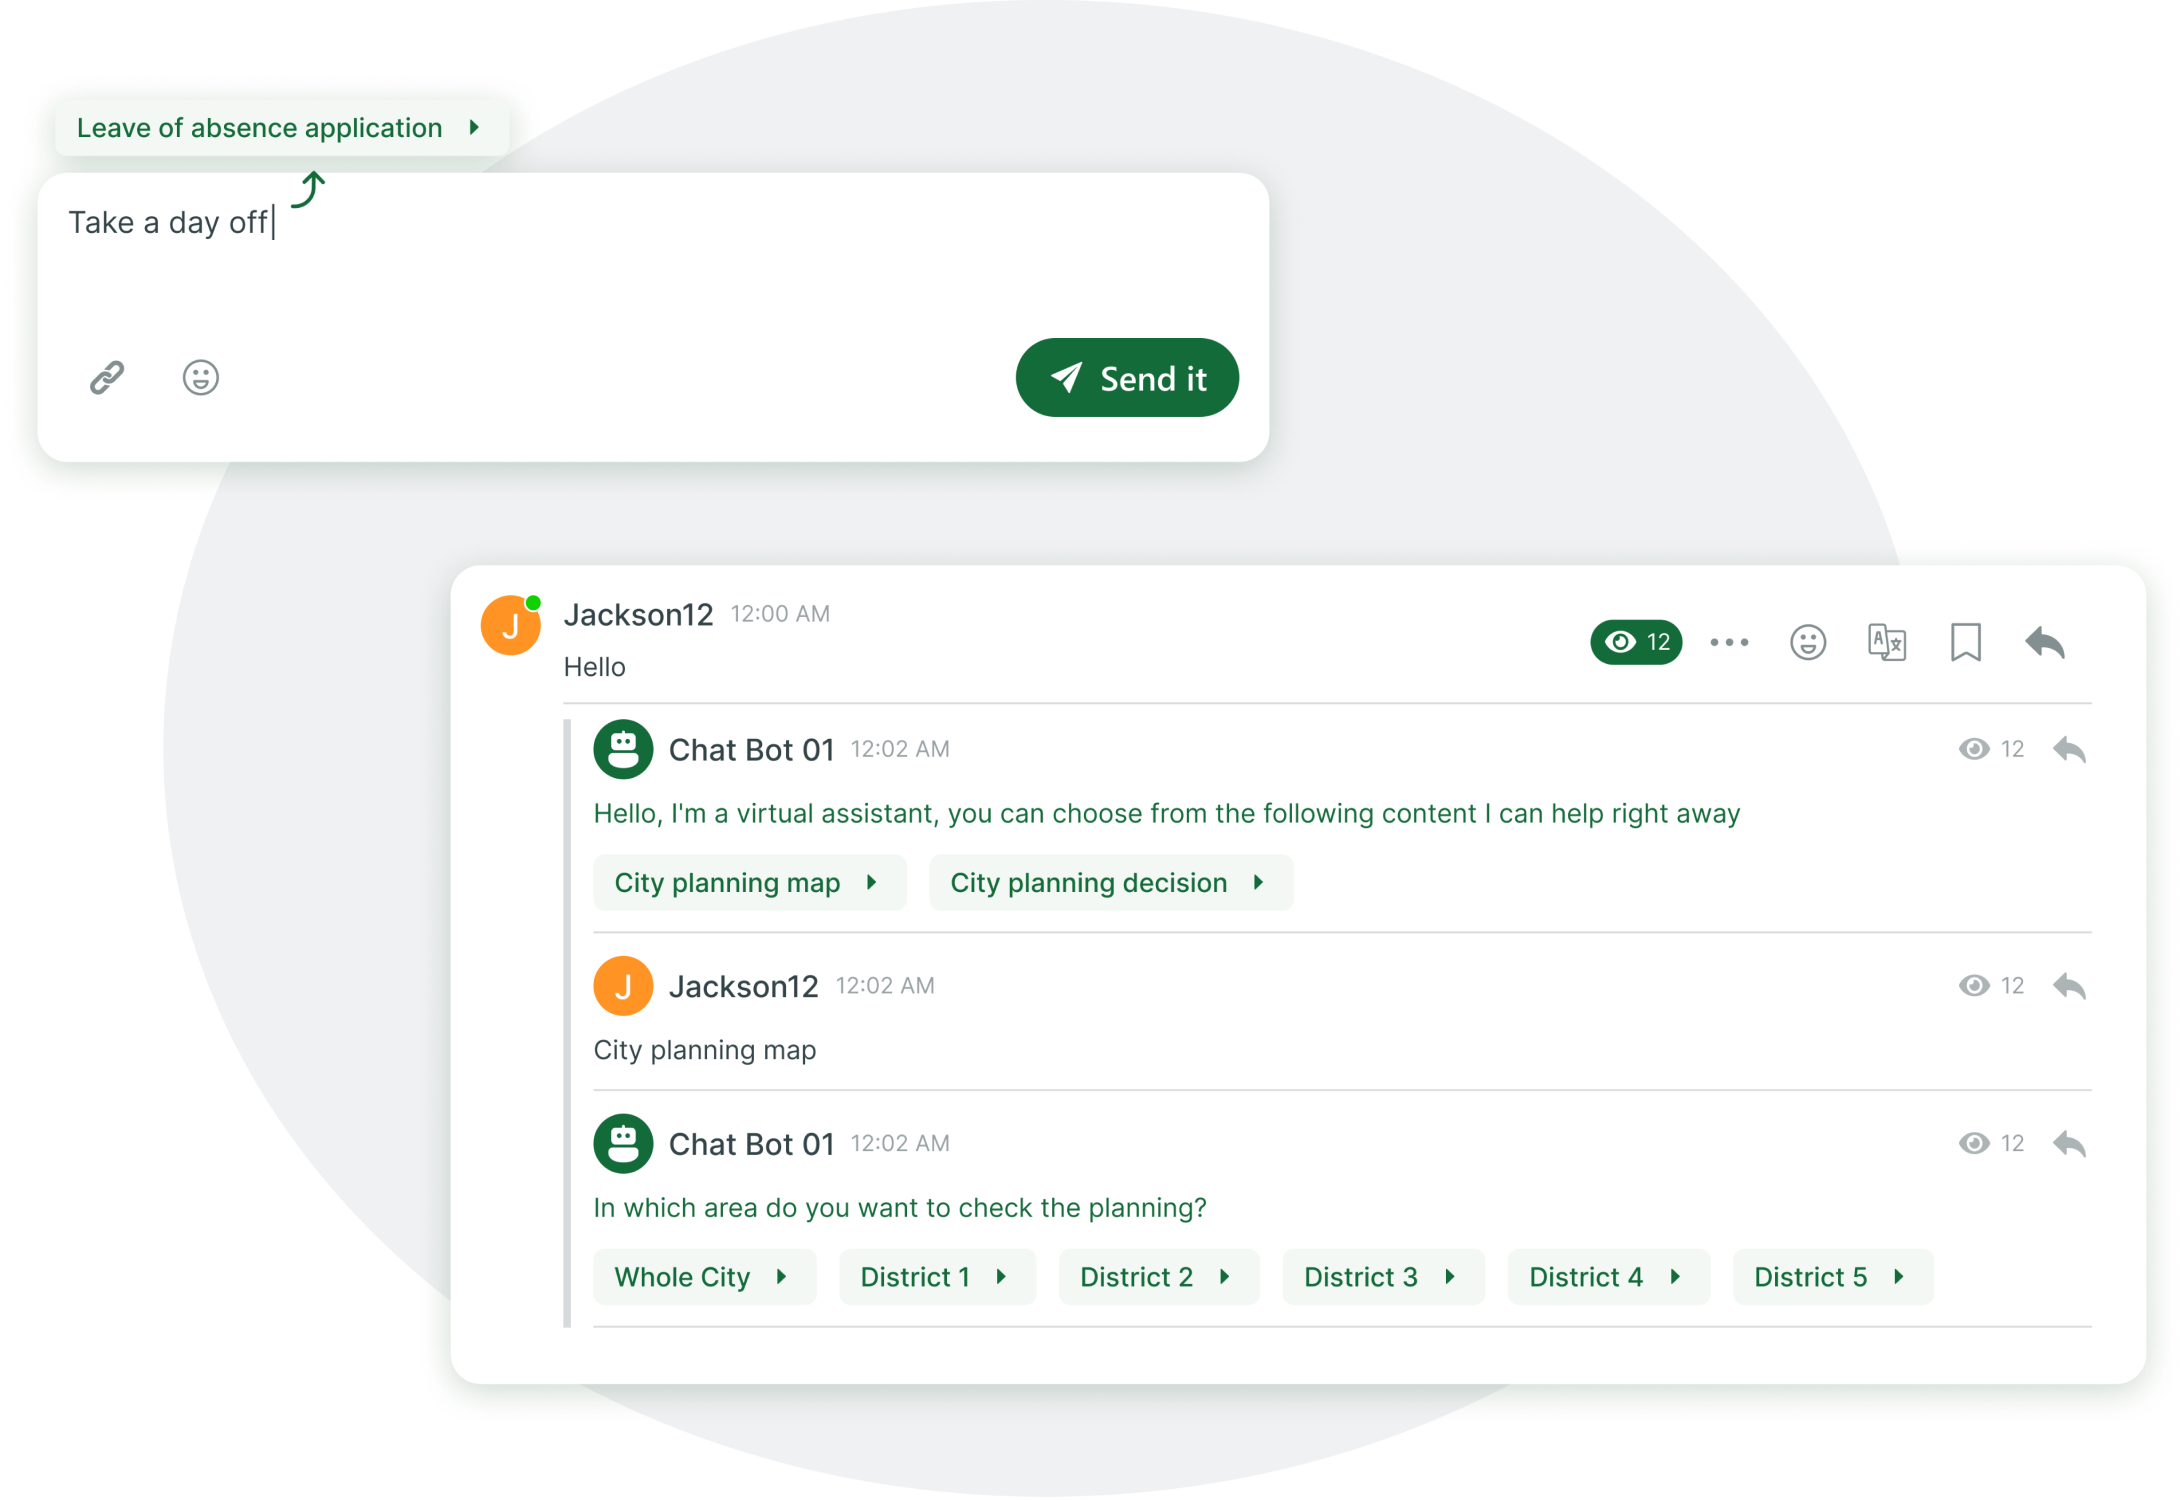 Leave of absence application
Take a day off
Send it
J
Jackson12 12:00 AM
12
Hello
Chat Bot 01 12:02 AM
12
Hello, I'm a virtual assistant, you can choose from the following content I can help right away
City planning map
City planning decision
J
Jackson12 12:02 AM
12
City planning map
Chat Bot 01 12:02 AM
12
In which area do you want to check the planning?
Whole City
District 1
District 2
District 3
District 4
District 5